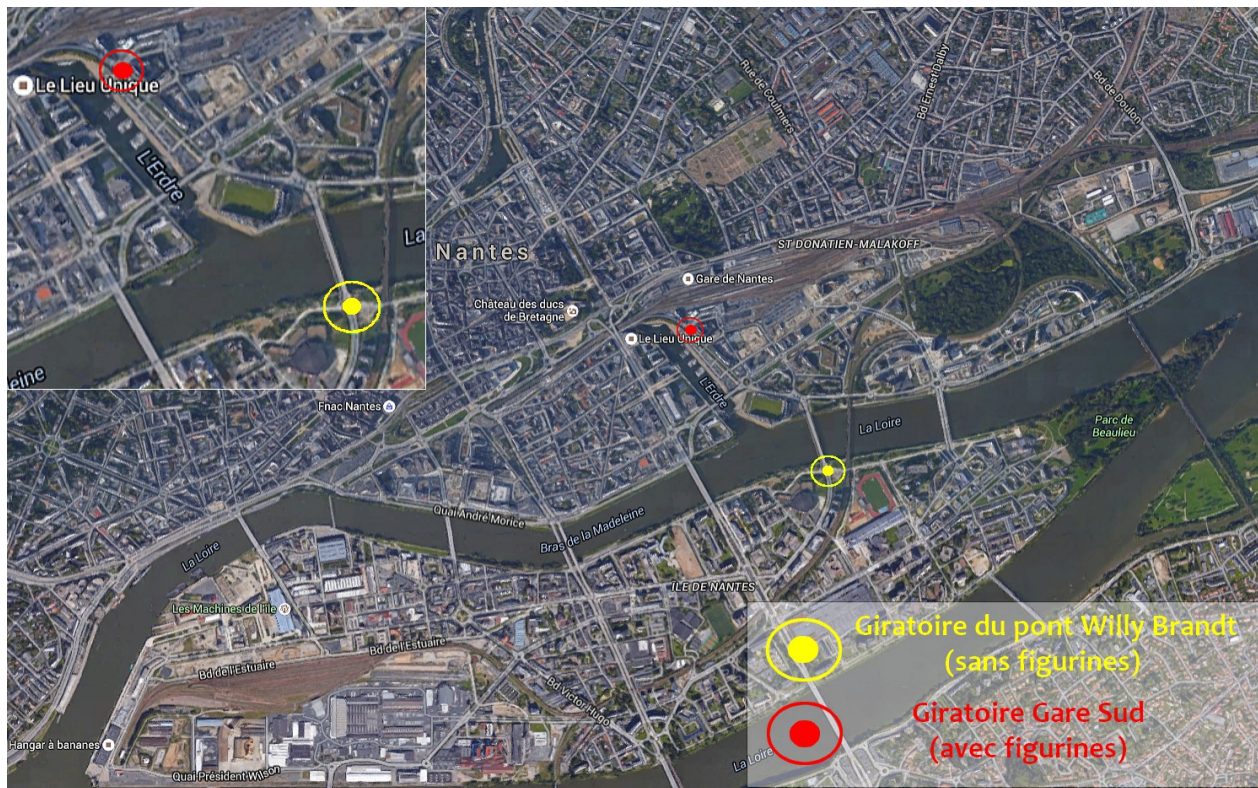 Le Lieu Unique
L'Erdre
La
eleine
Rue de Coulmiers
Bd Ernest Dalby
Bd de Doulon
Nantes
ST DONATIEN-MALAKOFF
Gare de Nantes
Château des ducs
de Bretagne
Le Lieu Unique
L'Erdre
Fnac Nantes
La Loire
Parc de
Beaulieu
Quai André Morice
Bras de la Madeleine
La Loire
ÎLE DE NANTES
Les Machines de l'île
Bd de l'Estuaire
Bd de l'Estuaire
Bd Victor Hugo
Hangar à bananes
Quai Président Wilson
La Loire
Giratoire du pont Willy Brandt
(sans figurines)
Giratoire Gare Sud
(avec figurines)